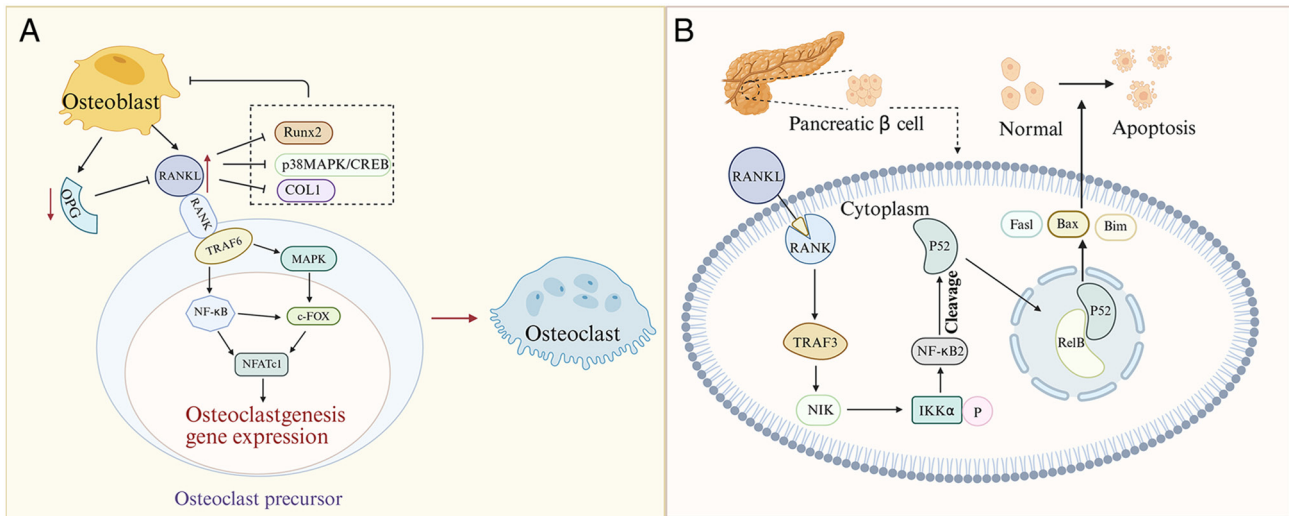 A
Osteoblast
RANKL
OPG
RANK
Runx2
p38MAPK/CREB
COL1
TRAF6
MAPK
NF-κB
c-FOX
NFATc1
Osteoclastgenesis
gene expression
Osteoclast precursor
Osteoclast
B
Pancreatic β cell
Normal
Apoptosis
RANKL
RANK
Cytoplasm
TRAF3
NIK
IKKα
P
NF-κB2
Cleavage
P52
P52
RelB
Fasl
Bax
Bim